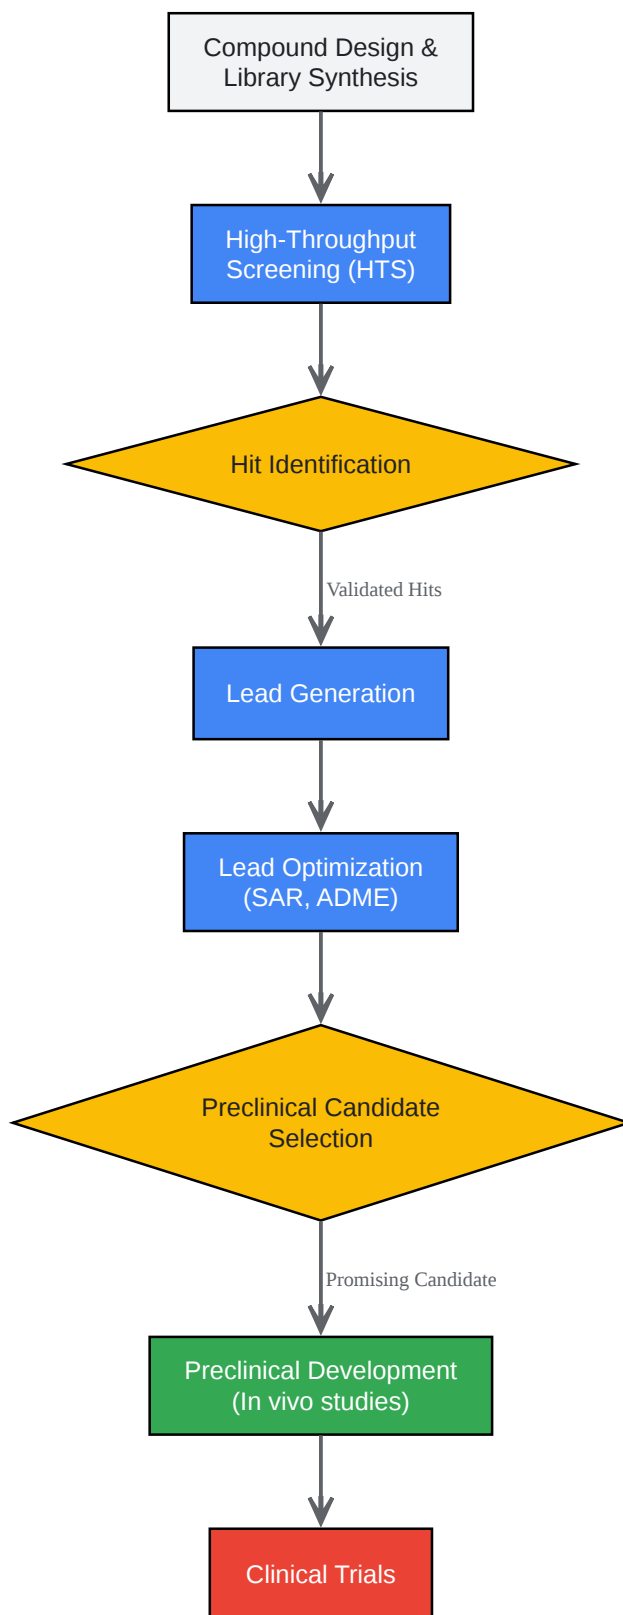 Compound Design &
Library Synthesis
High-Throughput
Screening (HTS)
Hit Identification
Validated Hits
Lead Generation
Lead Optimization
(SAR, ADME)
Preclinical Candidate
Selection
Promising Candidate
Preclinical Development
(In vivo studies)
Clinical Trials